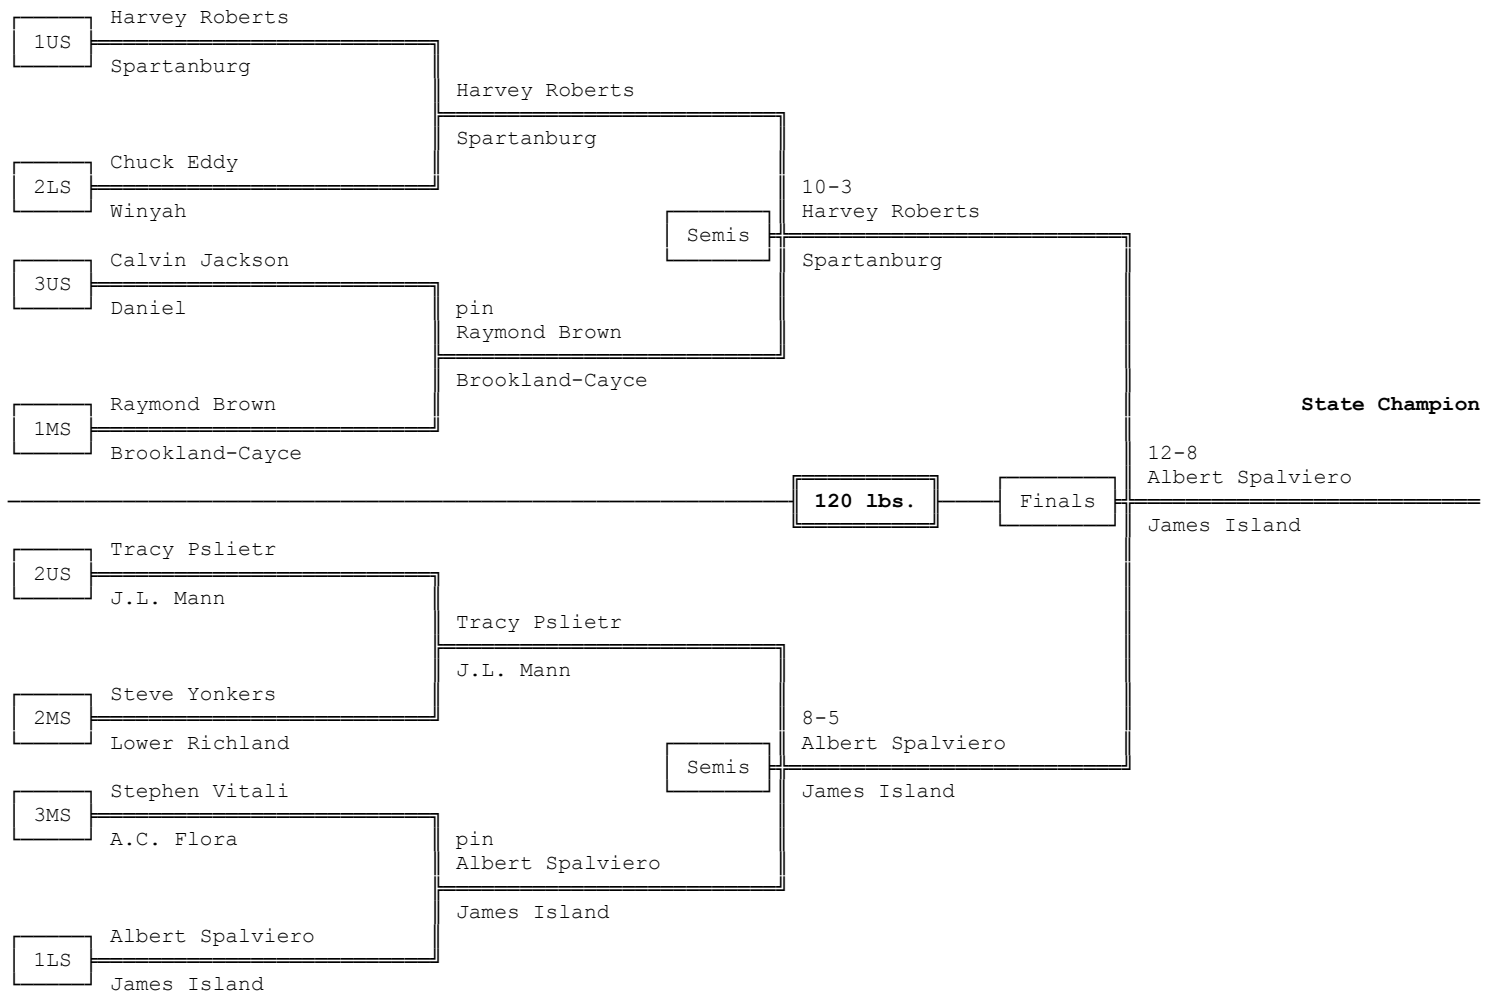 Harvey Roberts
1US
Spartanburg
Harvey Roberts
Spartanburg
Chuck Eddy
2LS
Winyah
10-3
Harvey Roberts
Semis
Spartanburg
Calvin Jackson
3US
Daniel
pin
Raymond Brown
Brookland-Cayce
Raymond Brown
1MS
Brookland-Cayce
State Champion
12-8
Albert Spalviero
120 lbs.
Finals
James Island
Tracy Pslietr
2US
J.L. Mann
Tracy Pslietr
J.L. Mann
Steve Yonkers
2MS
Lower Richland
8-5
Albert Spalviero
Semis
James Island
Stephen Vitali
3MS
A.C. Flora
pin
Albert Spalviero
James Island
Albert Spalviero
1LS
James Island